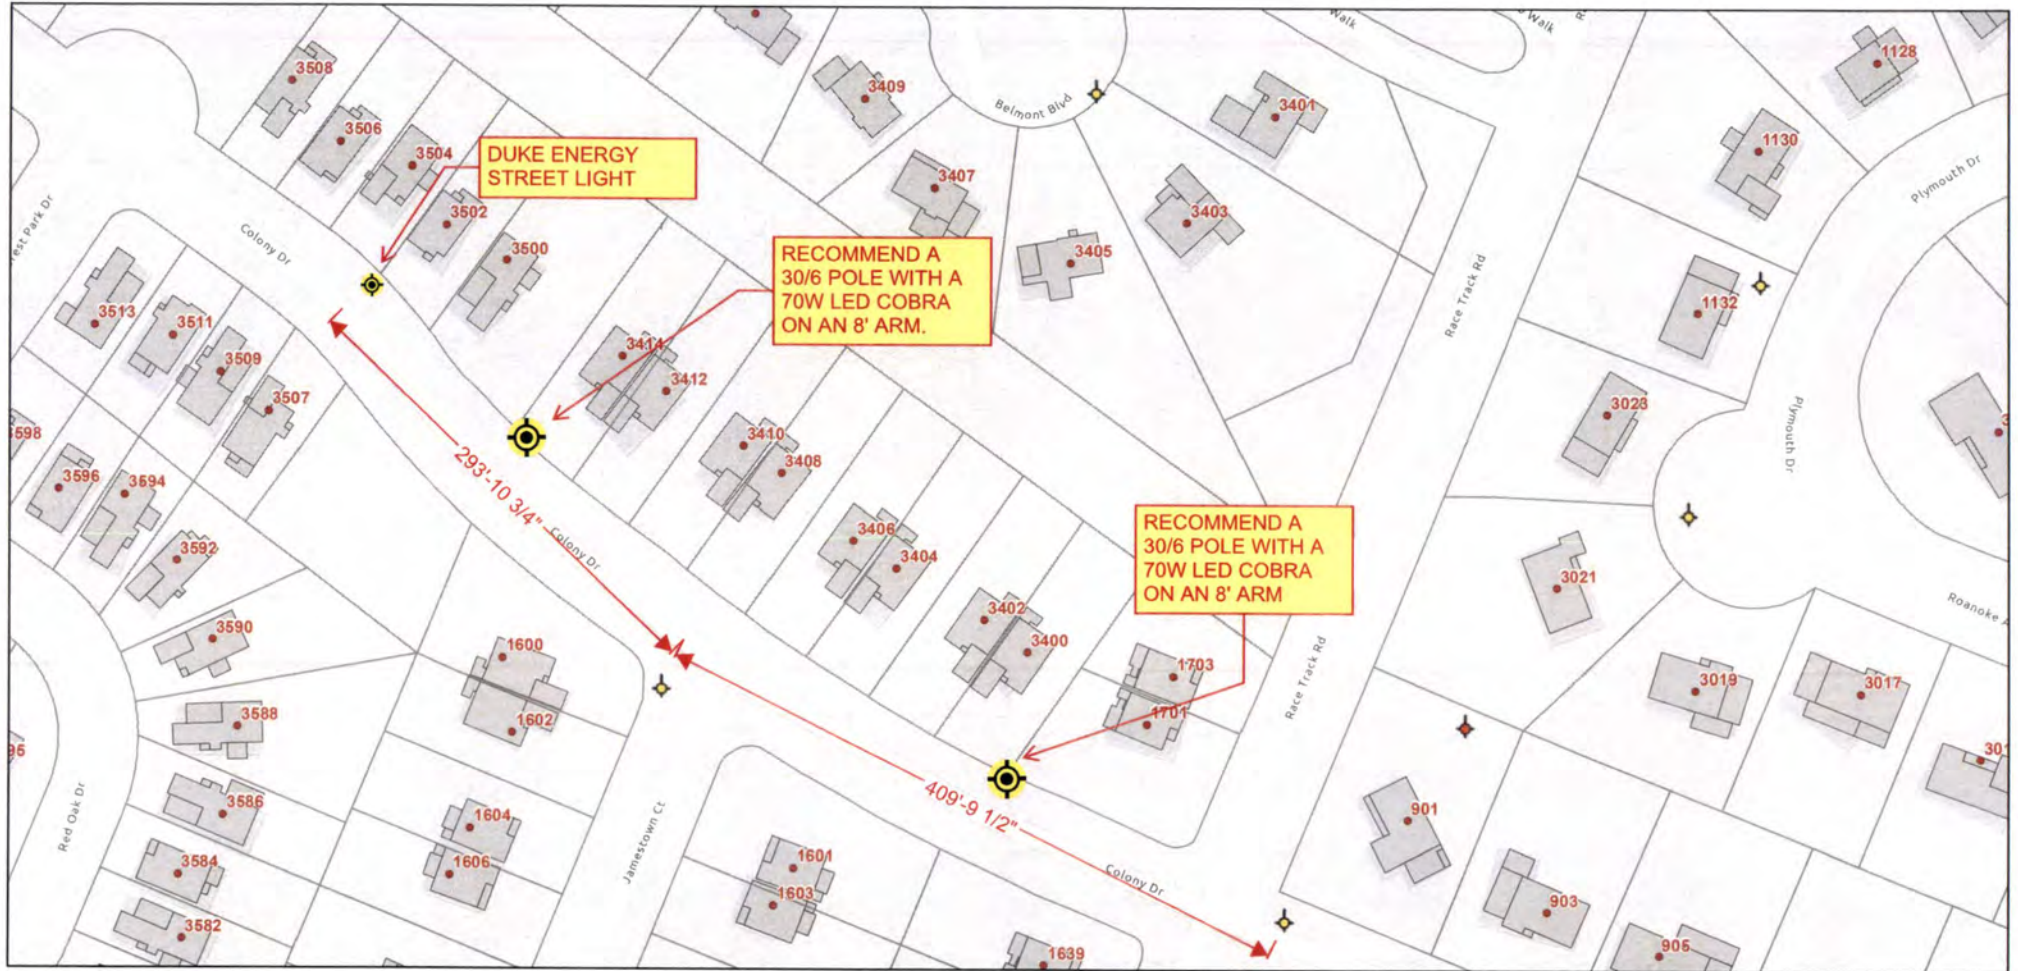 3508
3506
3504
3502
3500
DUKE ENERGY
STREET LIGHT
RECOMMEND A
30/6 POLE WITH A
70W LED COBRA
ON AN 8' ARM.
3409
3407
3405
3403
3401
Belmont Blvd
Walk
Walk
1128
1130
1132
Plymouth Dr
Race Track Rd
Colony Dr
3513
3511
3509
3507
3414
3412
3410
3408
3406
3404
3402
3400
3023
Plymouth Dr
3598
3596
3594
3592
3590
3588
3586
3584
3582
293'-10 3/4"
Colony Dr
RECOMMEND A
30/6 POLE WITH A
70W LED COBRA
ON AN 8' ARM
3021
Roanoke
3019
3017
1600
1602
1604
1606
1703
1701
Race Track Rd
Red Oak Dr
Jamestown Ct
409'-9 1/2"
Colony Dr
1601
1603
1639
901
903
905